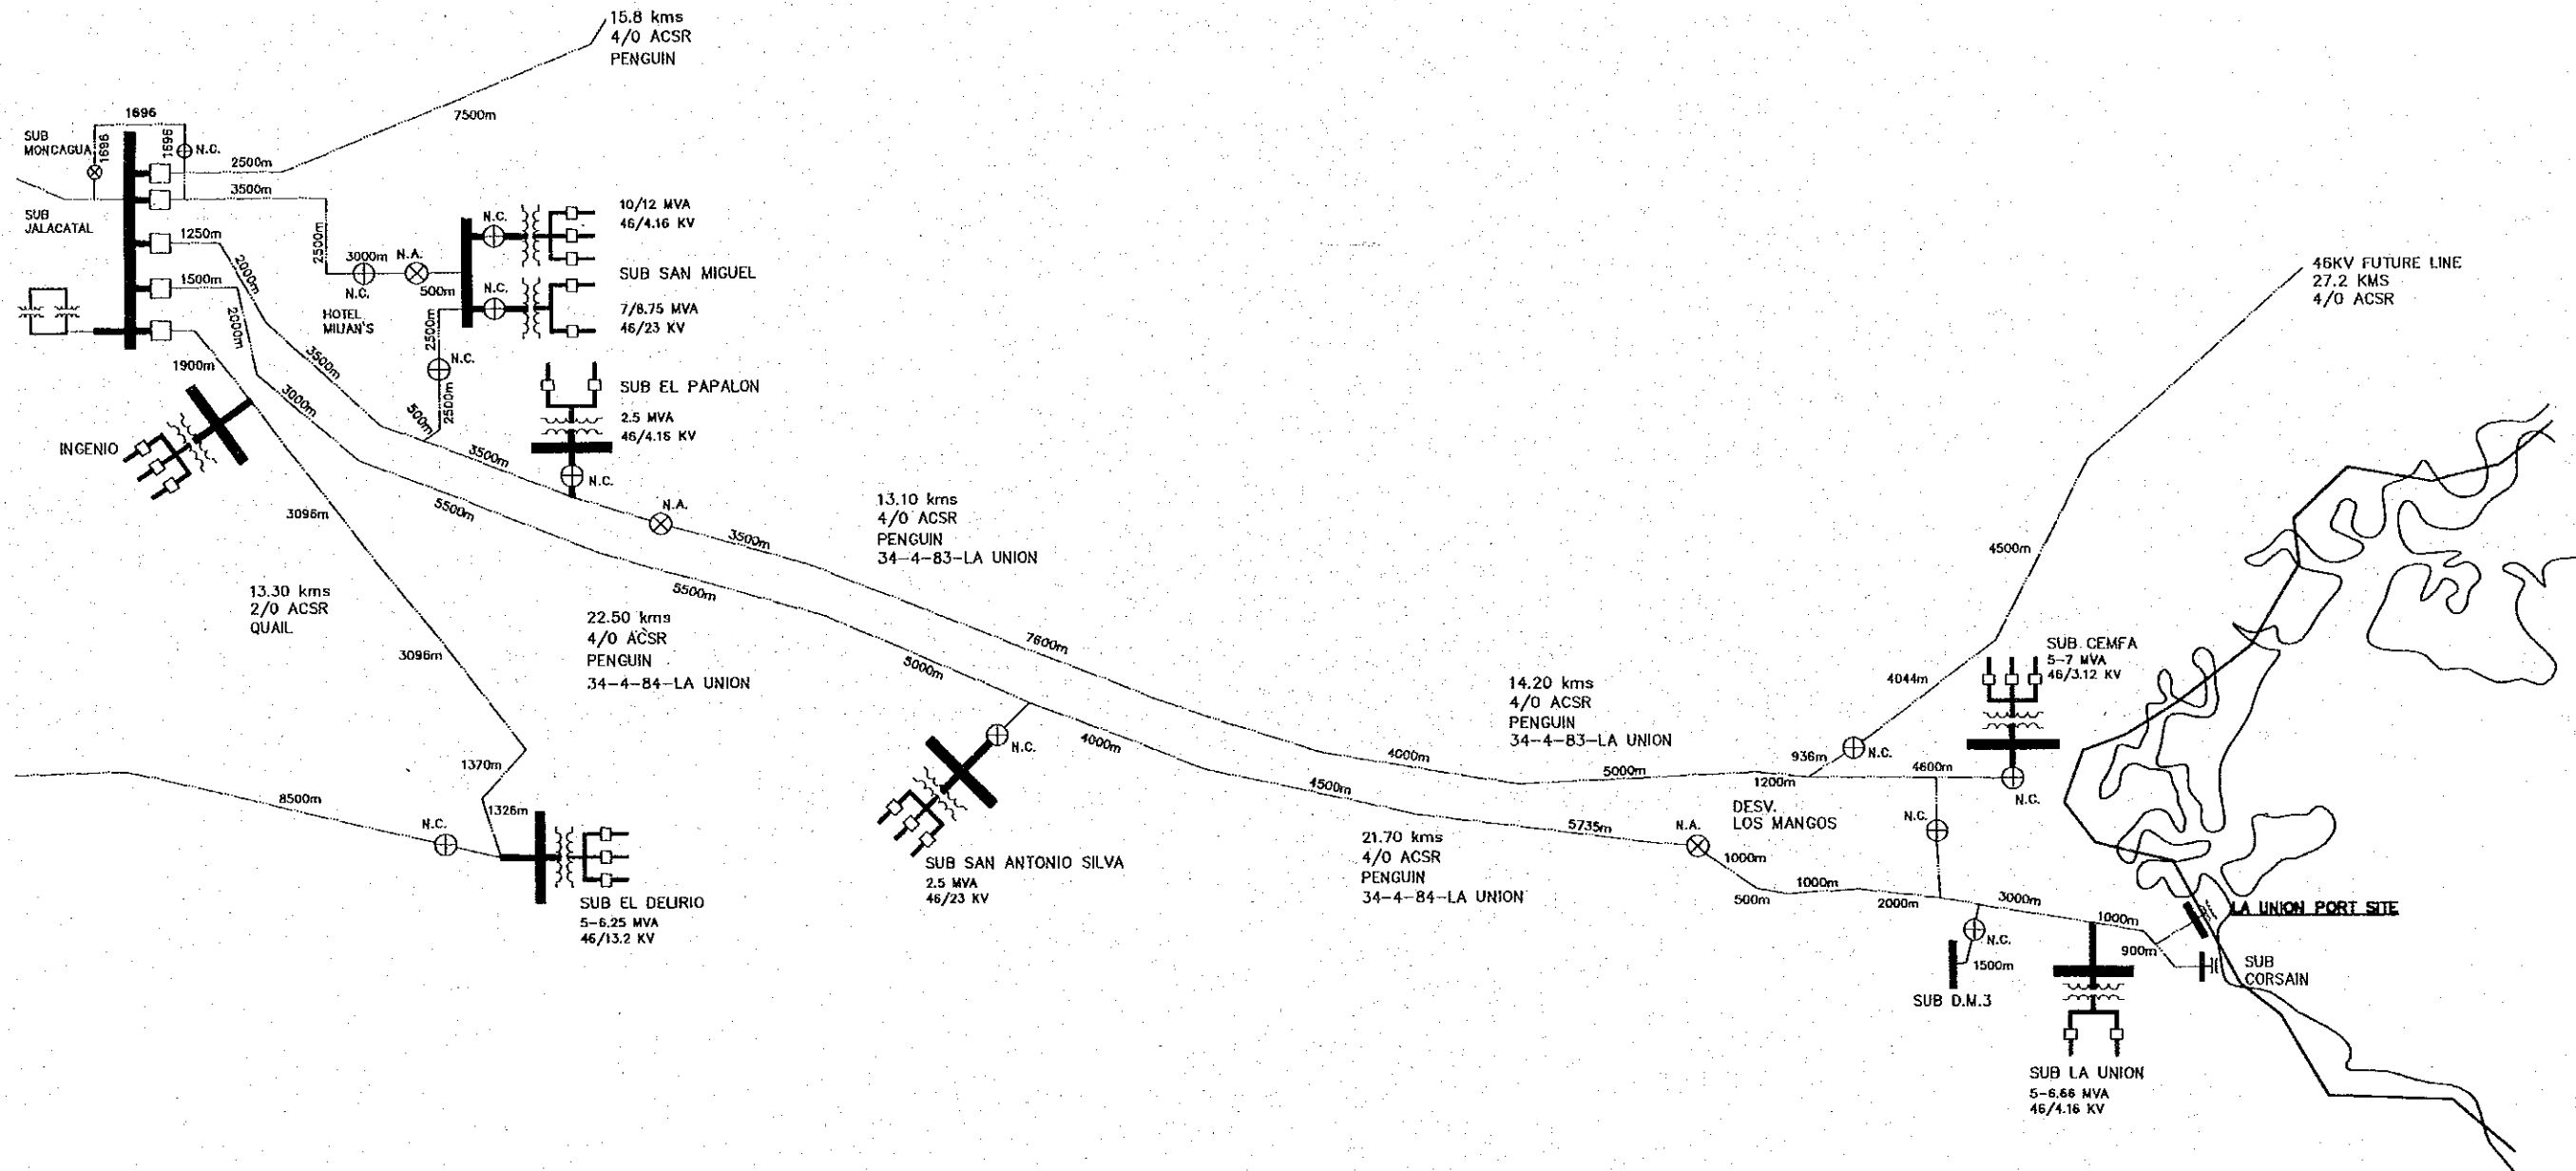 15.8 kms
4/0 ACSR
PENGUIN
7500m
1696
SUB
MONCAGUA
1696
1696
N.C.
2500m
3500m
SUB
JALACATAL
1250m
2000m
1500m
2000m
2500m
3000m
N.A.
N.C.
500m
HOTEL
MILIAN'S
N.C.
10/12 MVA
46/4.16 KV
SUB SAN MIGUEL
N.C.
7/8.75 MVA
46/23 KV
2500m
N.C.
2500m
500m
3500m
1900m
3000m
INGENIO
SUB EL PAPALON
2.5 MVA
46/4.16 KV
N.C.
3500m
N.A.
5500m
3096m
3500m
13.10 kms
4/0 ACSR
PENGUIN
34-4-83-LA UNION
13.30 kms
2/0 ACSR
QUAIL
5500m
22.50 kms
4/0 ACSR
PENGUIN
34-4-84-LA UNION
3096m
7600m
5000m
46KV FUTURE LINE
27.2 KMS
4/0 ACSR
4500m
SUB CEMFA
5-7 MVA
46/3.12 KV
4044m
14.20 kms
4/0 ACSR
PENGUIN
34-4-83-LA UNION
N.C.
4000m
4000m
936m
N.C.
5000m
1200m
4600m
N.C.
1370m
8500m
1326m
N.C.
4500m
DESV.
LOS MANGOS
N.C.
5735m
N.A.
21.70 kms
4/0 ACSR
PENGUIN
34-4-84-LA UNION
1000m
500m
1000m
2000m
3000m
SUB SAN ANTONIO SILVA
2.5 MVA
46/23 KV
SUB EL DELIRIO
5-6.25 MVA
46/13.2 KV
N.C.
1500m
SUB D.M.3
1000m
900m
LA UNION PORT SITE
SUB
CORSAIN
SUB LA UNION
5-6.66 MVA
46/4.16 KV